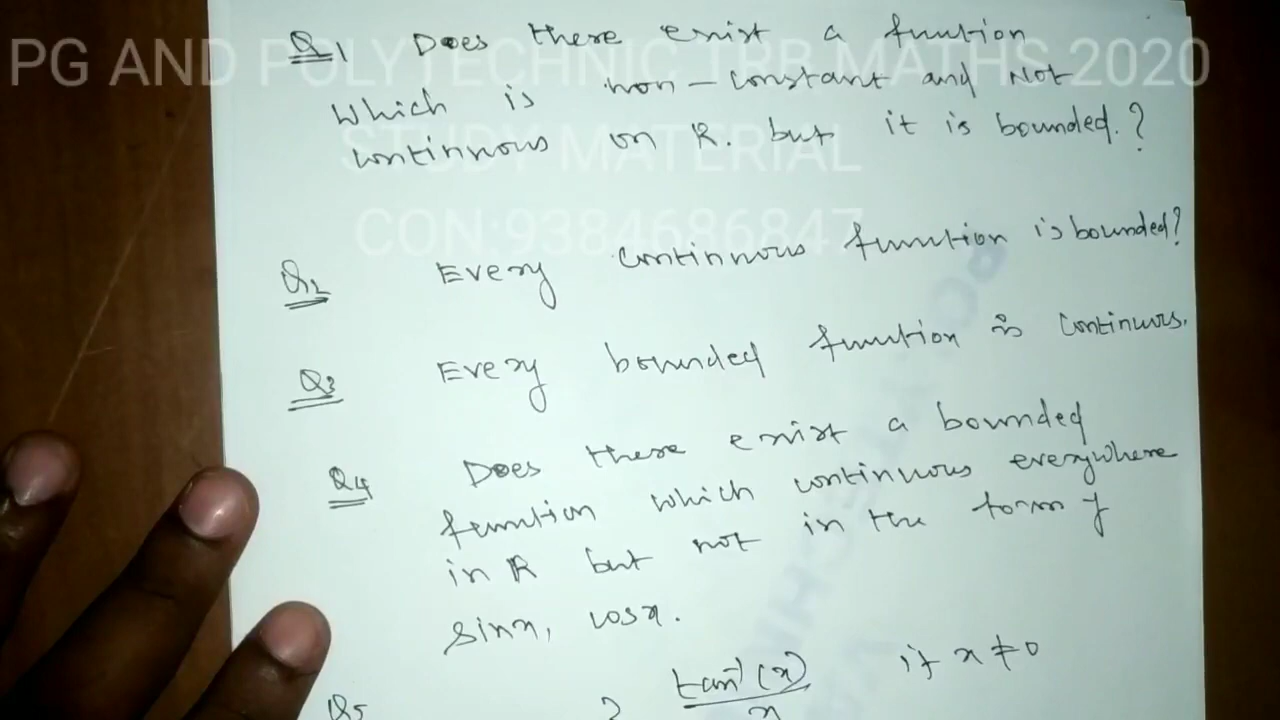 PG AND POLYTECHNIC TRB MATHS 2020
STUDY MATERIAL
CON:9384686847
Q1 Does there exist a function
Which is non-constant and Not
continuous on R. but it is bounded.?
Q2 Every continuous function is bounded?
Q3 Every bounded function is continuous.
Q4 Does there exist a bounded
function which continuous everywhere
in R but not in the form of
sinx, cosx.
Q5 tan⁻¹(x) if x ≠ 0
x